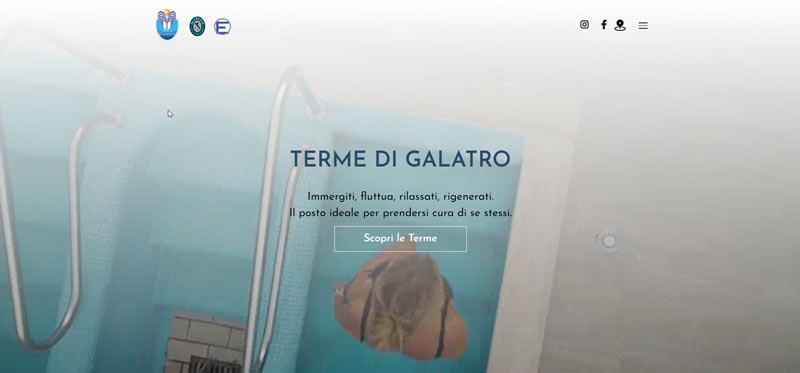 TERME DI GALATRO
Immergiti, fluttua, rilassati, rigenerati.
Il posto ideale per prendersi cura di se stessi.
Scopri le Terme